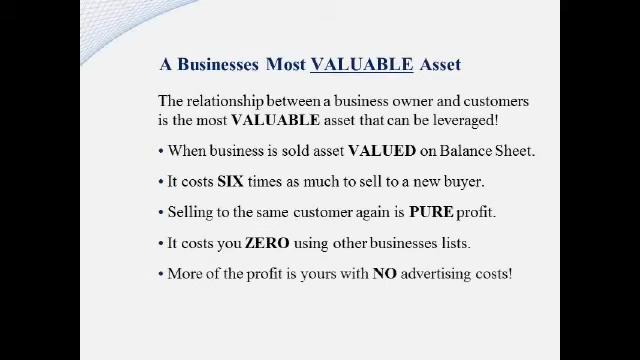 A Businesses Most VALUABLE Asset
The relationship between a business owner and customers
is the most VALUABLE asset that can be leveraged!
• When business is sold asset VALUED on Balance Sheet.
• It costs SIX times as much to sell to a new buyer.
• Selling to the same customer again is PURE profit.
• It costs you ZERO using other businesses lists.
• More of the profit is yours with NO advertising costs!